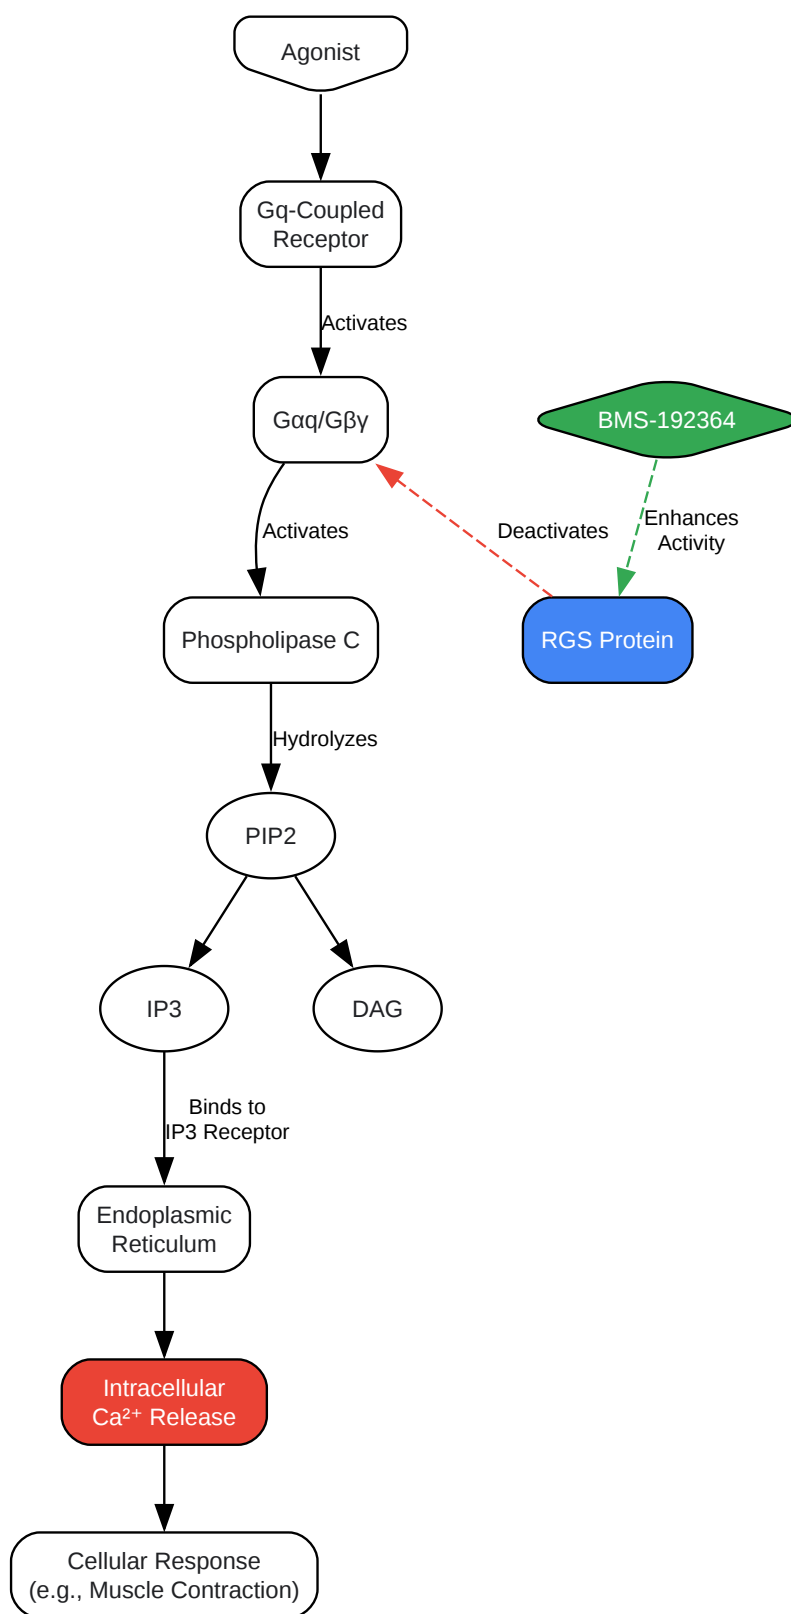 Agonist
Gq-Coupled
Receptor
Activates
Gαq/Gβγ
BMS-192364
Activates
Deactivates
Enhances
Activity
Phospholipase C
RGS Protein
Hydrolyzes
PIP2
IP3
DAG
Binds to
IP3 Receptor
Endoplasmic
Reticulum
Intracellular
Ca²⁺ Release
Cellular Response
(e.g., Muscle Contraction)